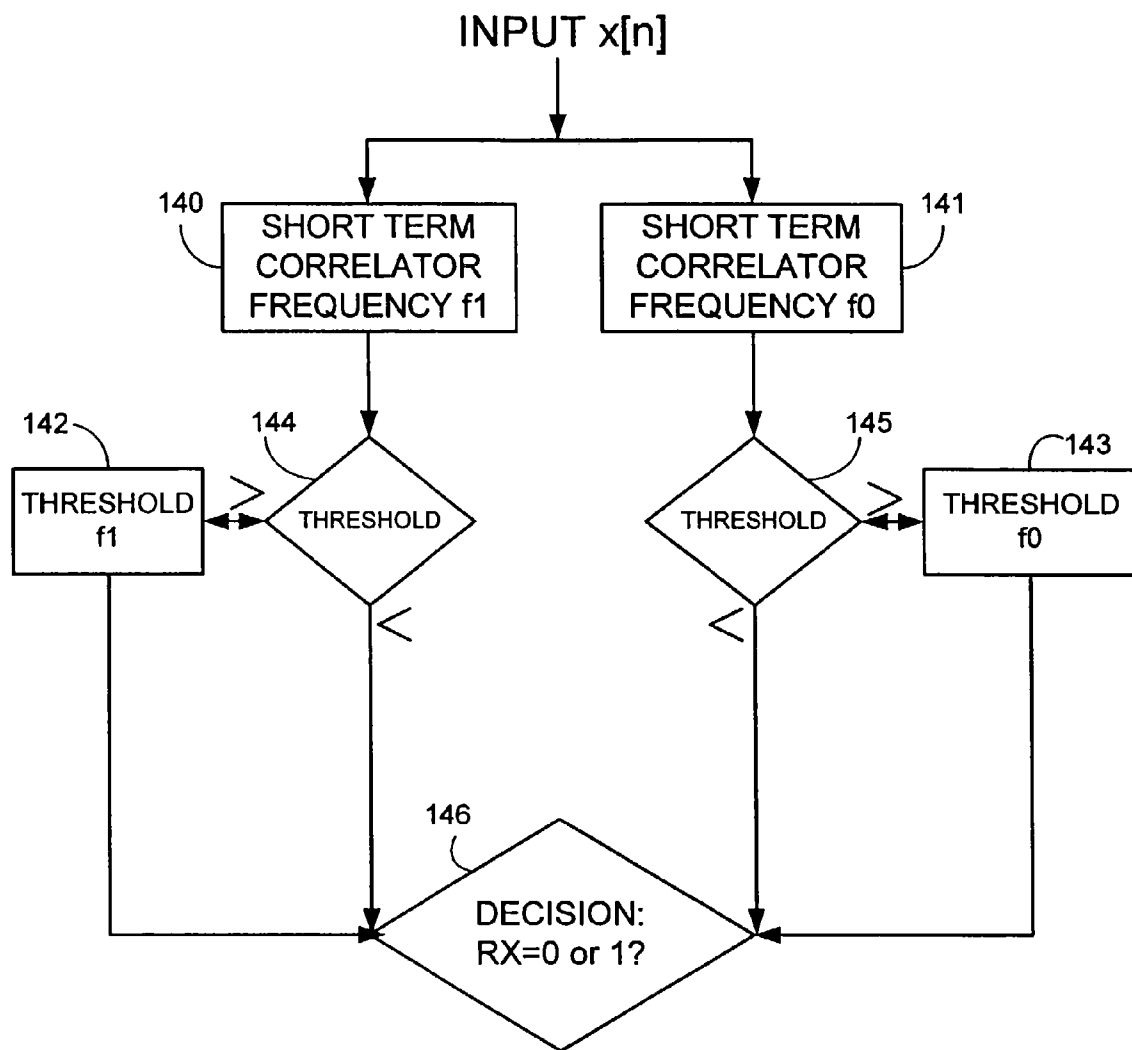 INPUT x[n]
140
SHORT TERM
CORRELATOR
FREQUENCY f1
SHORT TERM
CORRELATOR
FREQUENCY f0
141
142
144
145
143
THRESHOLD
f1
>
THRESHOLD
<
THRESHOLD
>
<
THRESHOLD
f0
146
DECISION:
RX=0 or 1?